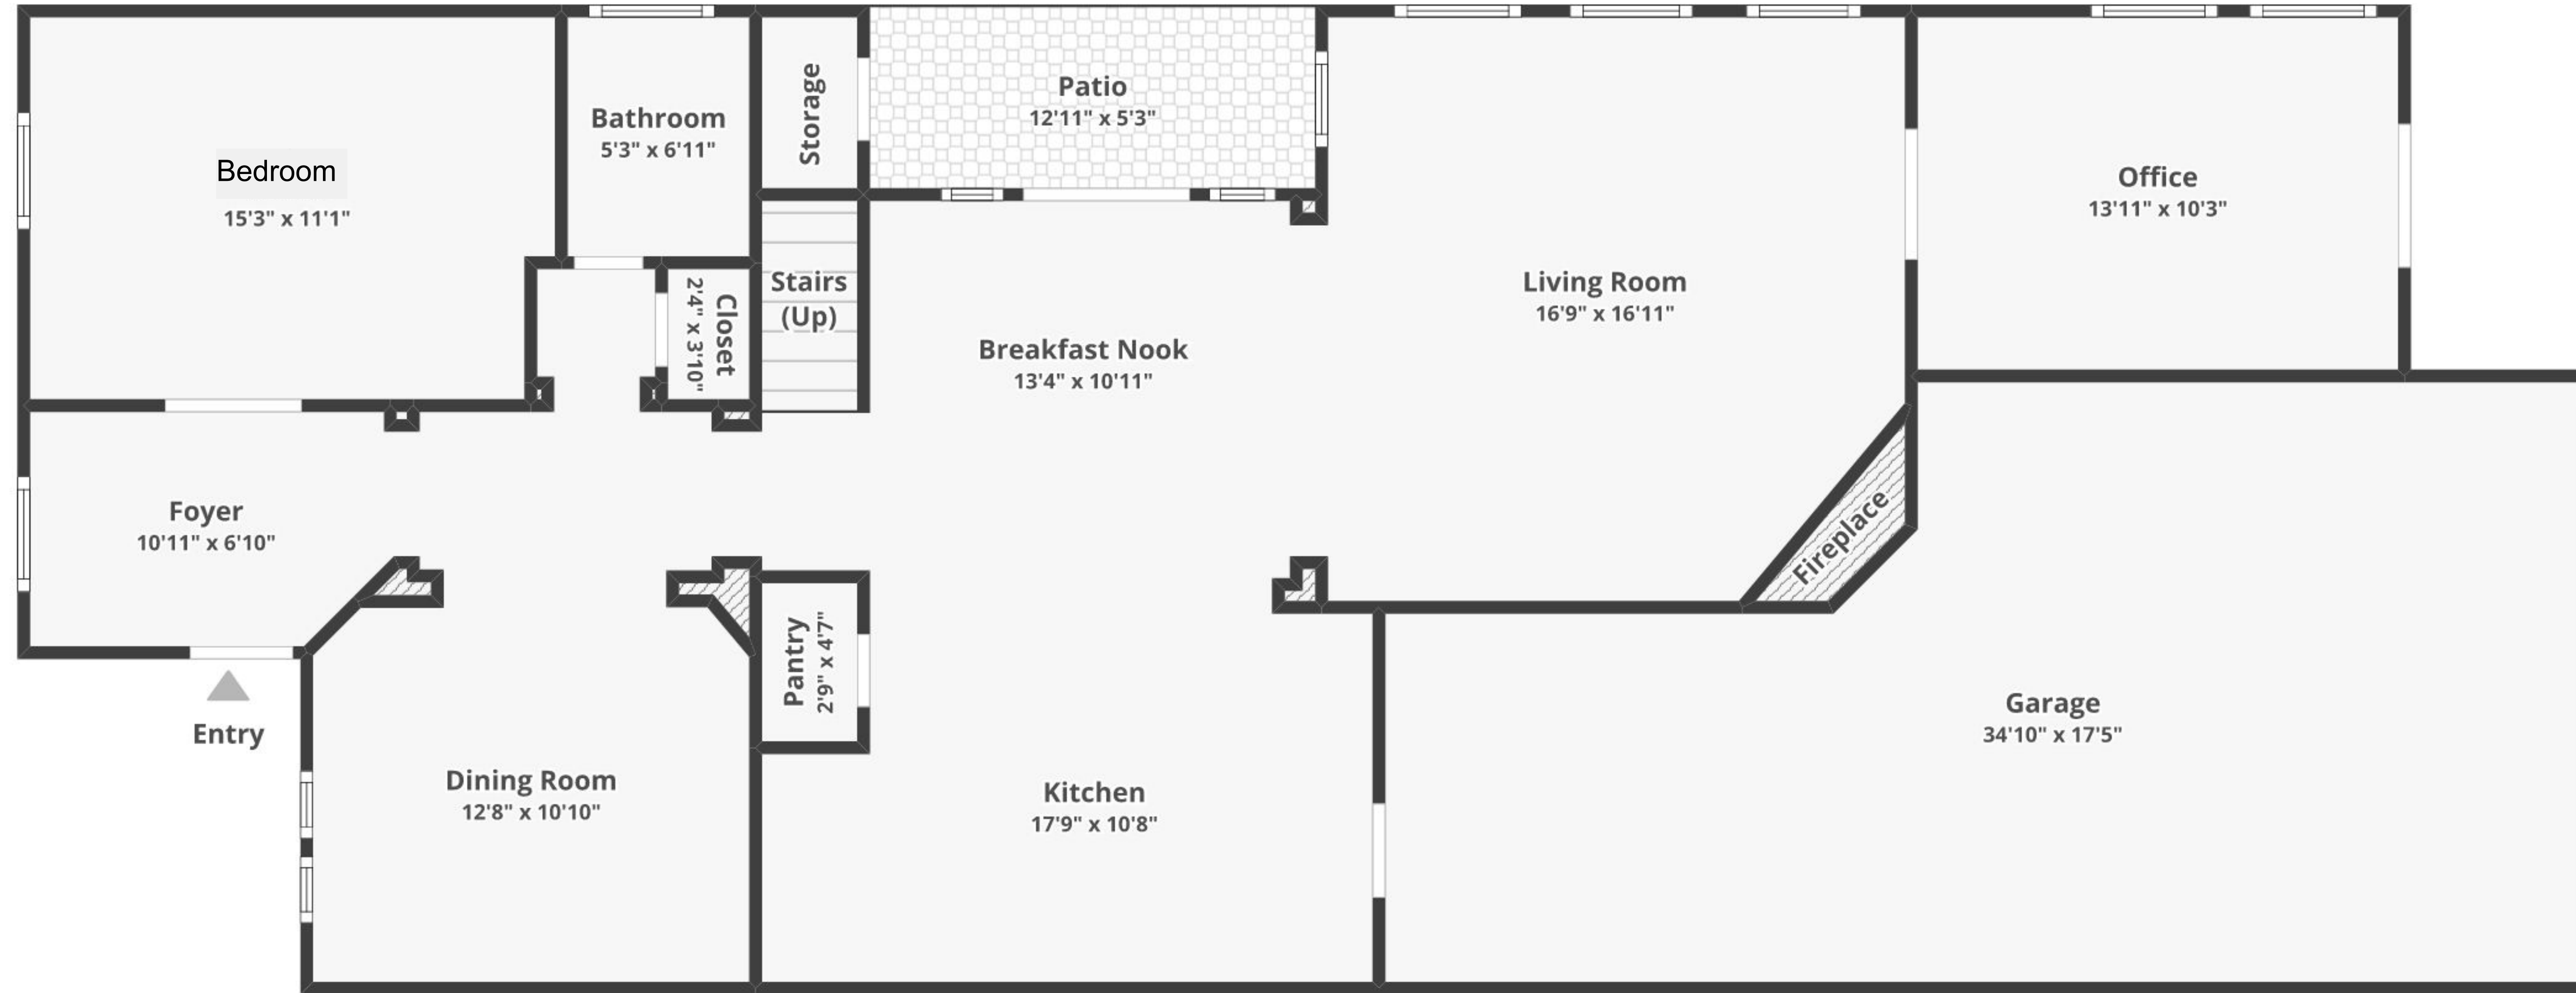 Bedroom
15'3" x 11'1"
Bathroom
5'3" x 6'11"
Storage
Patio
12'11" x 5'3"
Living Room
16'9" x 16'11"
Office
13'11" x 10'3"
Closet
2'4" x 3'10"
Stairs
(Up)
Breakfast Nook
13'4" x 10'11"
Foyer
10'11" x 6'10"
Fireplace
Entry
Pantry
2'9" x 4'7"
Dining Room
12'8" x 10'10"
Kitchen
17'9" x 10'8"
Garage
34'10" x 17'5"